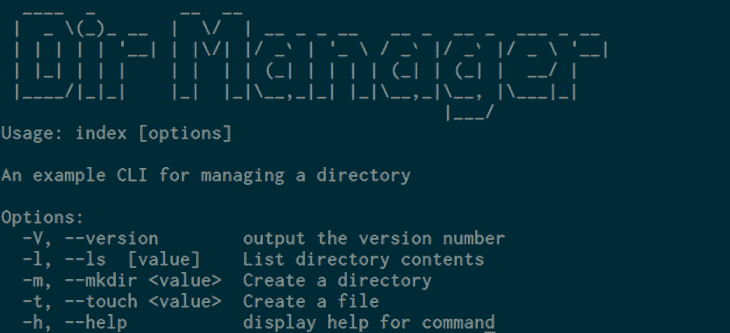 Dir Manager
Usage: index [options]
An example CLI for managing a directory
Options:
-V, --version output the version number
-l, --ls [value] List directory contents
-m, --mkdir <value> Create a directory
-t, --touch <value> Create a file
-h, --help display help for command